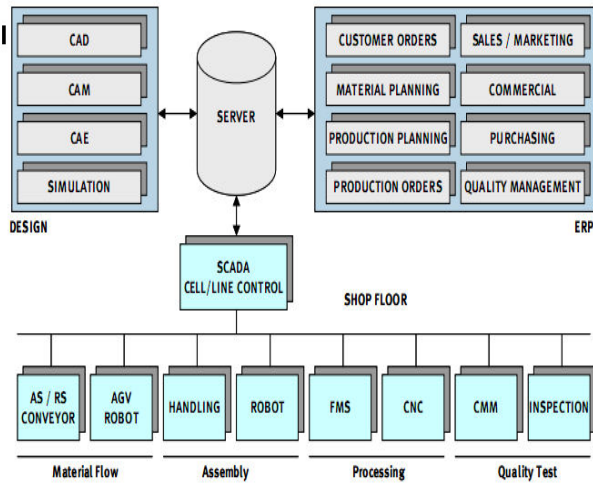 CAD
CAM
CAE
SIMULATION
DESIGN
SERVER
CUSTOMER ORDERS
SALES / MARKETING
MATERIAL PLANNING
COMMERCIAL
PRODUCTION PLANNING
PURCHASING
PRODUCTION ORDERS
QUALITY MANAGEMENT
ERP
SCADA
CELL/LINE CONTROL
SHOP FLOOR
AS / RS
CONVEYOR
AGV
ROBOT
HANDLING
ROBOT
FMS
CNC
CMM
INSPECTION
Material Flow
Assembly
Processing
Quality Test